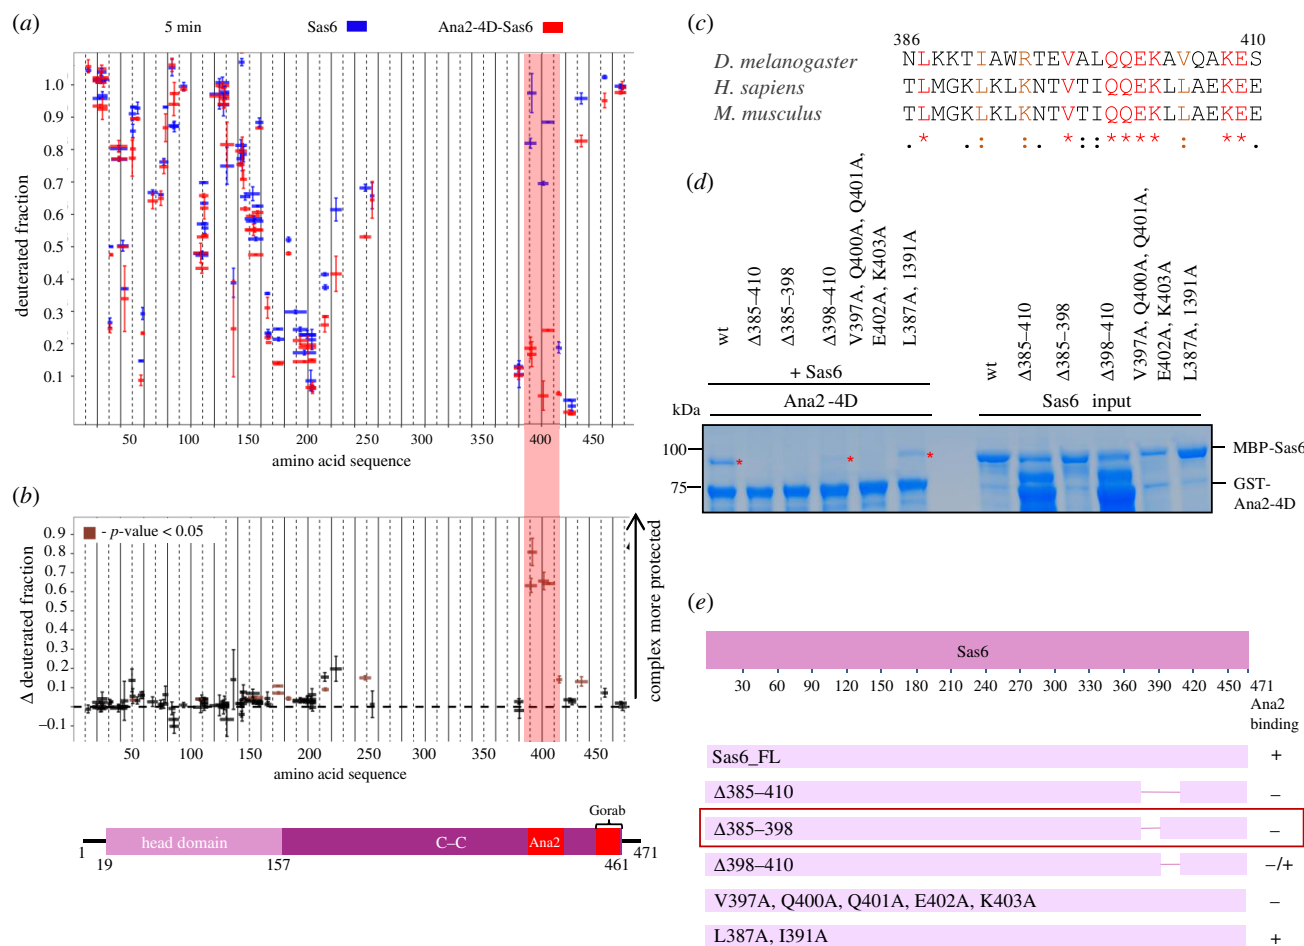 (a)
5 min
Sas6
Ana2-4D-Sas6
deuterated fraction
1.0
0.9
0.8
0.7
0.6
0.5
0.4
0.3
0.2
0.1
50 100 150 200 250 300 350 400 450
amino acid sequence
(b)
- p-value < 0.05
Δ deuterated fraction
0.9
0.8
0.7
0.6
0.5
0.4
0.3
0.2
0.1
0
–0.1
complex more protected
50 100 150 200 250 300 350 400 450
amino acid sequence
Gorab
head domain
C–C
Ana2
1
19
157
461
471
(c)
386 410
D. melanogaster NLKKTIAWRTEVALQQEKAVQAKES
H. sapiens TLMGKLKLKNTVTIQQEKLLAEKEE
M. musculus TLMGKLKLKNTVTIQQEKLLAEKEE
. * . : : . * : : * * * * : * * .
(d)
wt
Δ385–410
Δ385–398
Δ398–410
V397A, Q400A, Q401A,
E402A, K403A
L387A, I391A
wt
Δ385–410
Δ385–398
Δ398–410
V397A, Q400A, Q401A,
E402A, K403A
L387A, I391A
+ Sas6
Ana2-4D
Sas6 input
kDa
100
75
* * *
MBP-Sas6
GST-
Ana2-4D
(e)
Sas6
30 60 90 120 150 180 210 240 270 300 330 360 390 420 450 471
Ana2
binding
Sas6_FL +
Δ385–410 –
Δ385–398 –
Δ398–410 –/+
V397A, Q400A, Q401A, E402A, K403A –
L387A, I391A +